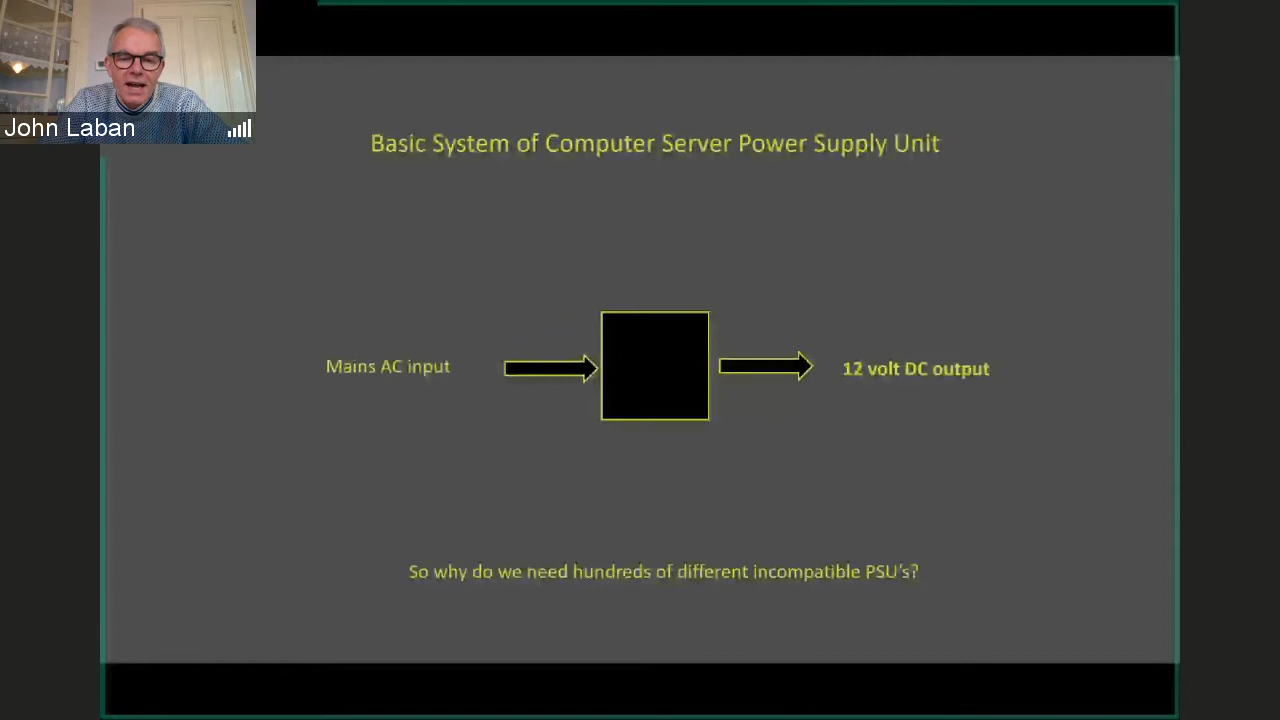 John Laban
Basic System of Computer Server Power Supply Unit
Mains AC input
12 volt DC output
So why do we need hundreds of different incompatible PSU's?